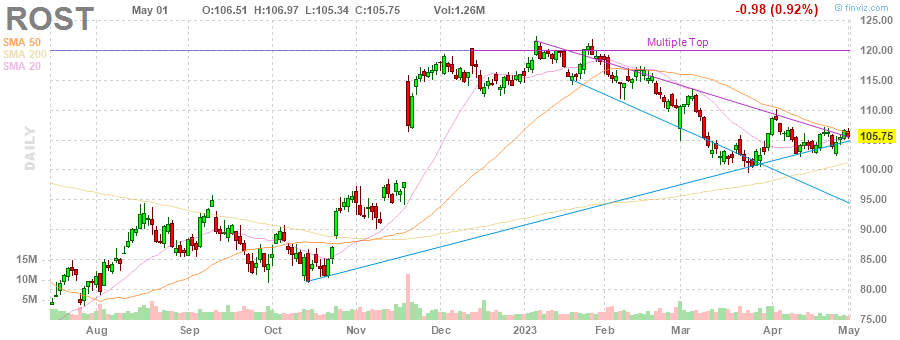 ROST May 01 O:106.51 H:106.97 L:105.34 C:105.75 Vol:1.26M -0.98 (0.92%) © finviz.com
SMA 50
SMA 200
SMA 20
Multiple Top
DAILY
125.00
120.00
115.00
110.00
105.75
100.00
95.00
90.00
85.00
80.00
75.00
15M
10M
5M
Aug Sep Oct Nov Dec 2023 Feb Mar Apr May